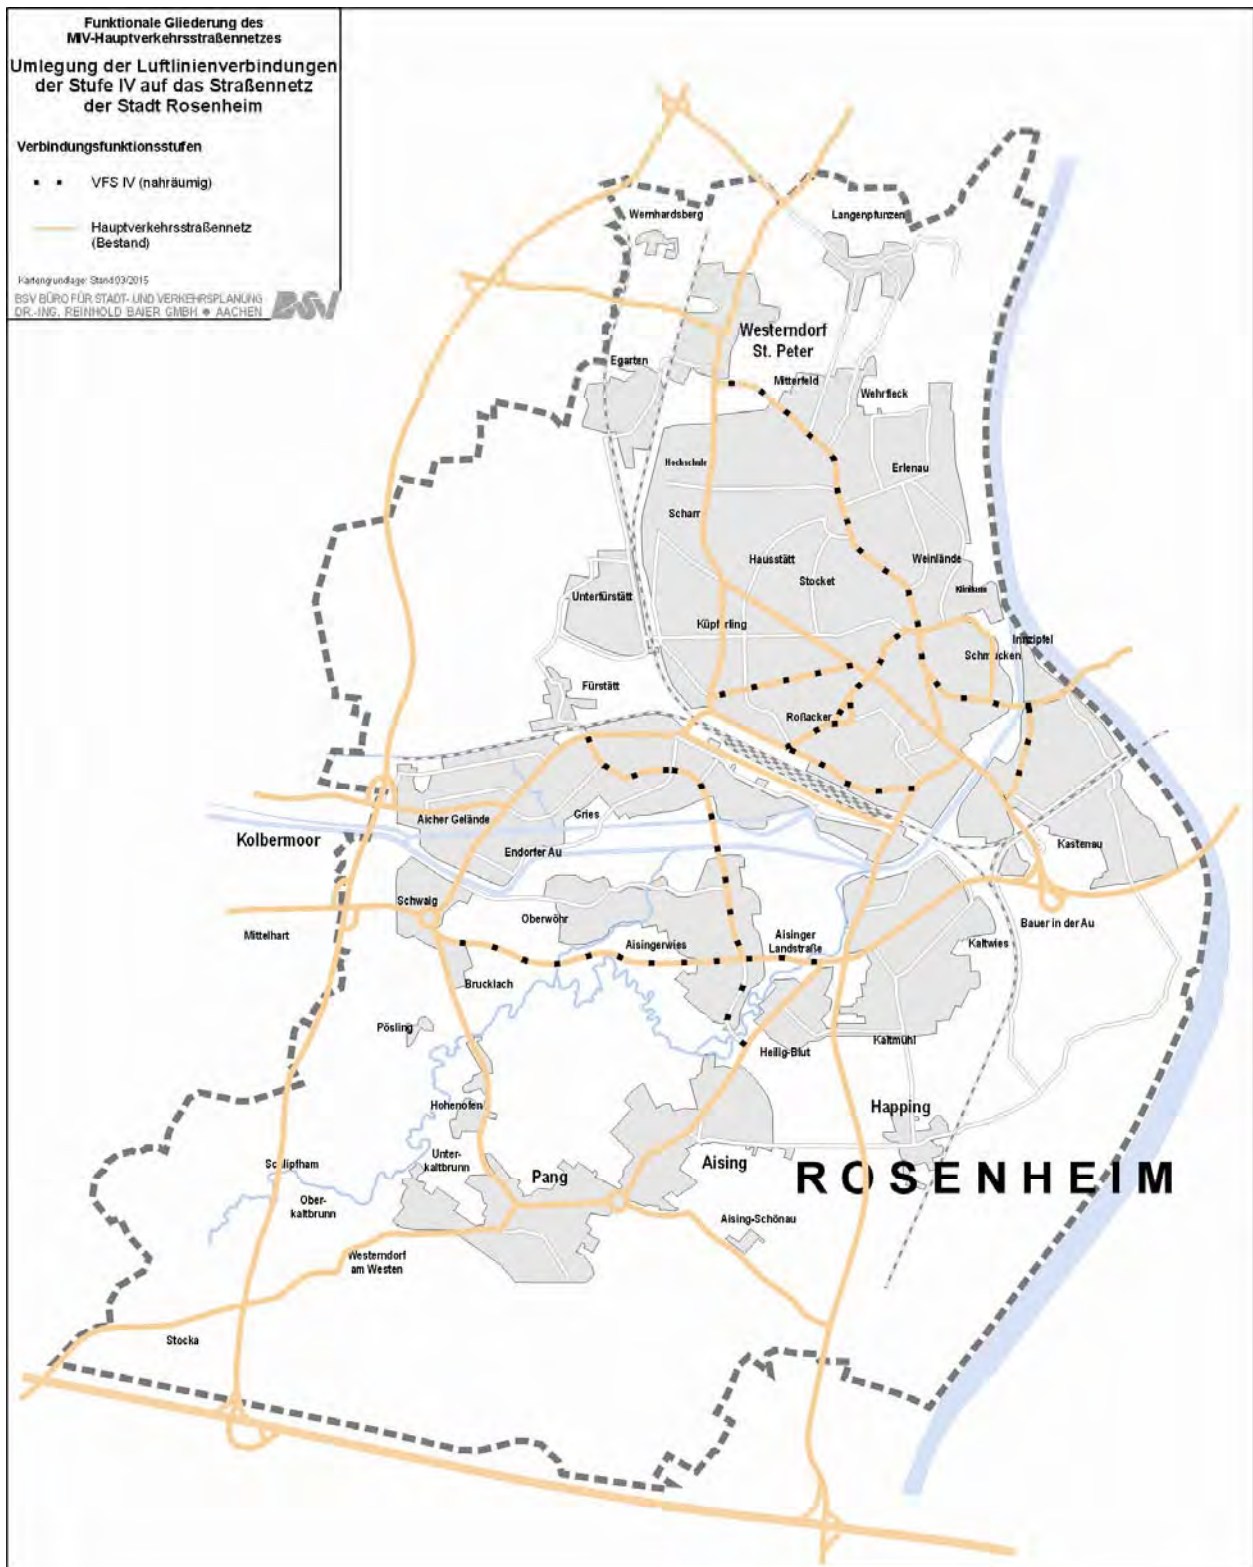 Funktionale Gliederung des
MIV-Hauptverkehrsstraßennetzes
Umlegung der Luftlinienverbindungen
der Stufe IV auf das Straßennetz
der Stadt Rosenheim
Verbindungsfunktionsstufen
VFS IV (nahräumig)
Hauptverkehrsstraßennetz
(Bestand)
Kartengrundlage: Stand 03/2015
BSV BÜRO FÜR STADT- UND VERKEHRSPLANUNG
DR.-ING. REINHOLD BAIER GMBH ● AACHEN
BSV
Wernhardsberg
Langenpfunzen
Westerndorf
St. Peter
Egarten
Mitterfeld
Wehrfleck
Hochschule
Erlenau
Scharr
Hausstätt
Weinlände
Stocket
Klinikum
Unterfürstätt
Küpferling
Innzipfel
Schmucken
Fürstätt
Roßacker
Aicher Gelände
Gries
Kolbermoor
Endorfer Au
Kastenau
Schwaig
Oberwöhr
Bauer in der Au
Mittelhart
Aisingerwies
Aisinger
Landstraße
Kaltwies
Brucklach
Pösling
Heilig-Blut
Kaltmühl
Hohenofen
Happing
Unter-
kaltbrunn
Schlipfham
Pang
Aising
ROSENHEIM
Ober-
kaltbrunn
Aising-Schönau
Westerndorf
am Westen
Stocka